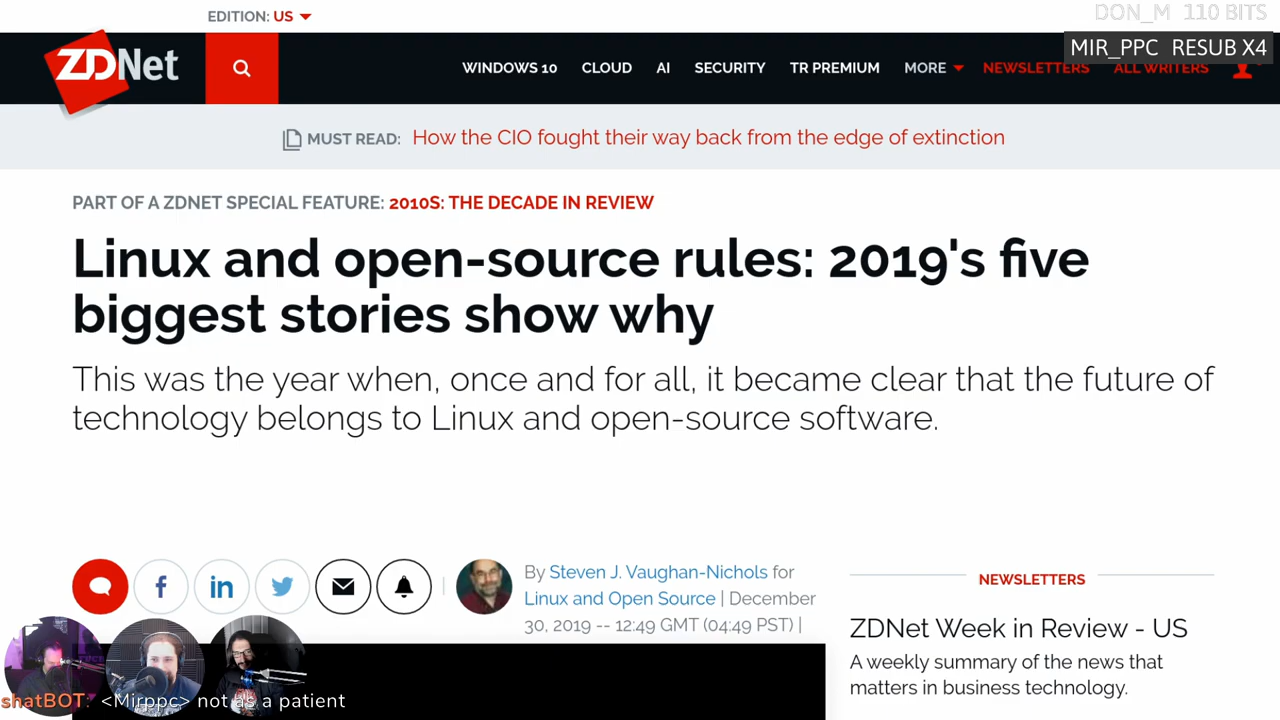 EDITION: US
DON_M 110 BITS
MIR_PPC RESUB X4
ZDNet
WINDOWS 10 CLOUD AI SECURITY TR PREMIUM MORE NEWSLETTERS ALL WRITERS
MUST READ: How the CIO fought their way back from the edge of extinction
PART OF A ZDNET SPECIAL FEATURE: 2010S: THE DECADE IN REVIEW
Linux and open-source rules: 2019's five
biggest stories show why
This was the year when, once and for all, it became clear that the future of
technology belongs to Linux and open-source software.
f in
By Steven J. Vaughan-Nichols for
Linux and Open Source | December
30, 2019 -- 12:49 GMT (04:49 PST) |
NEWSLETTERS
ZDNet Week in Review - US
A weekly summary of the news that
matters in business technology.
shatBOT: <Mirppc> not as a patient